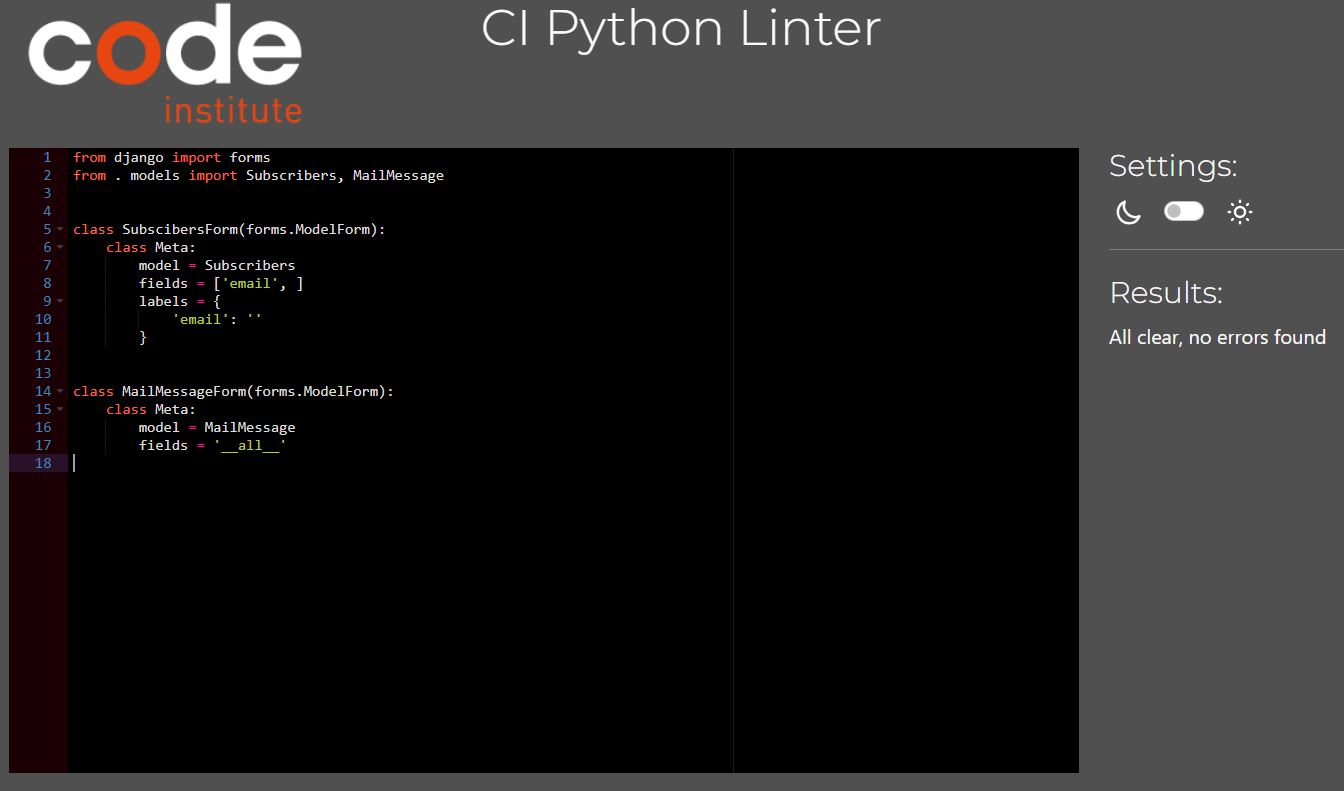 code
institute
CI Python Linter
1 from django import forms
2 from . models import Subscribers, MailMessage
3
4
5 class SubscibersForm(forms.ModelForm):
6     class Meta:
7         model = Subscribers
8         fields = ['email', ]
9         labels = {
10             'email': ''
11         }
12
13
14 class MailMessageForm(forms.ModelForm):
15     class Meta:
16         model = MailMessage
17         fields = '__all__'
18
Settings:
Results:
All clear, no errors found